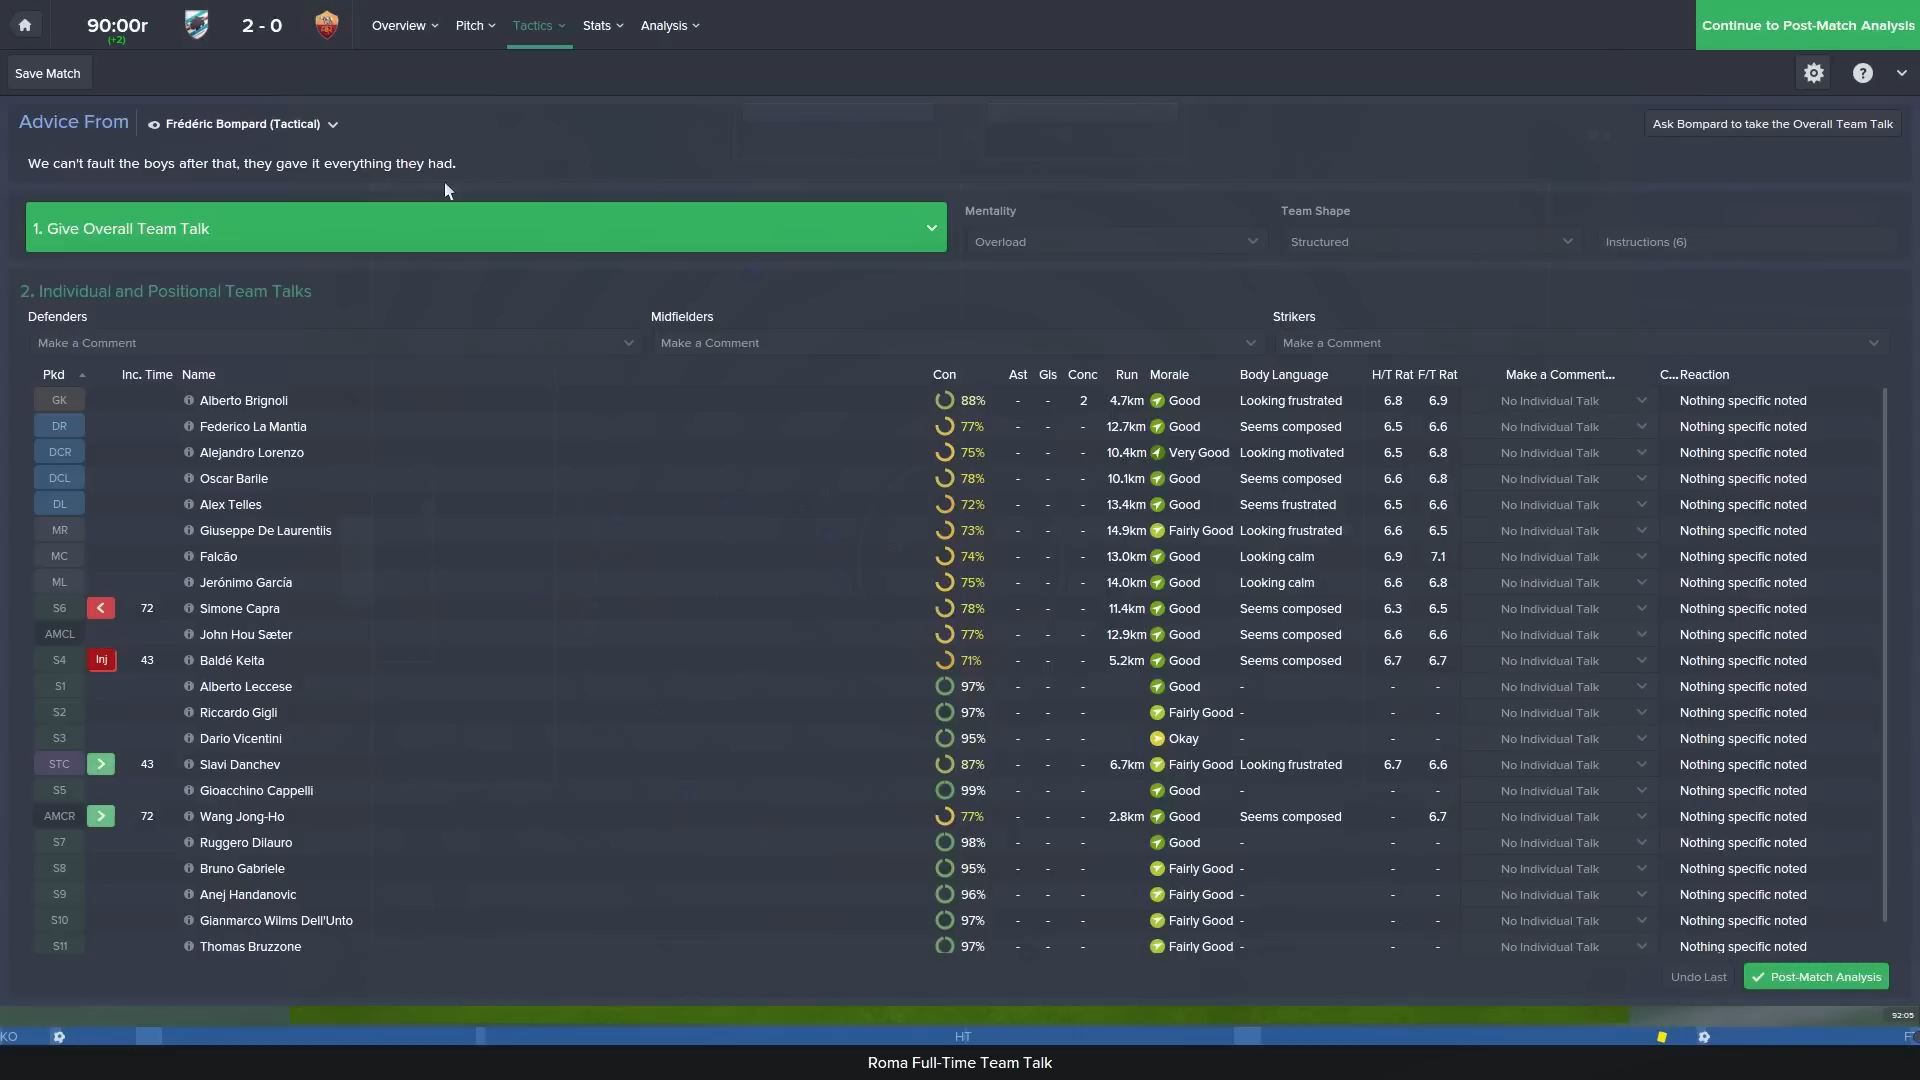 90:00r
(+2)
2 - 0
Overview Pitch Tactics Stats Analysis
Continue to Post-Match Analysis
Save Match
?
Advice From Frédéric Bompard (Tactical)
Ask Bompard to take the Overall Team Talk
We can't fault the boys after that, they gave it everything they had.
Mentality Team Shape
1. Give Overall Team Talk
Overload Structured Instructions (6)
2. Individual and Positional Team Talks
Defenders Midfielders Strikers
Make a Comment Make a Comment Make a Comment
Pkd Inc. Time Name Con Ast Gls Conc Run Morale Body Language H/T Rat F/T Rat Make a Comment... C... Reaction
GK Alberto Brignoli 88% - - 2 4.7km Good Looking frustrated 6.8 6.9 No Individual Talk Nothing specific noted
DR Federico La Mantia 77% - - - 12.7km Good Seems composed 6.5 6.6 No Individual Talk Nothing specific noted
DCR Alejandro Lorenzo 75% - - - 10.4km Very Good Looking motivated 6.5 6.8 No Individual Talk Nothing specific noted
DCL Oscar Barile 78% - - - 10.1km Good Seems composed 6.6 6.8 No Individual Talk Nothing specific noted
DL Alex Telles 72% - - - 13.4km Good Seems frustrated 6.5 6.6 No Individual Talk Nothing specific noted
MR Giuseppe De Laurentiis 73% - - - 14.9km Fairly Good Looking frustrated 6.6 6.5 No Individual Talk Nothing specific noted
MC Falcão 74% - - - 13.0km Good Looking calm 6.9 7.1 No Individual Talk Nothing specific noted
ML Jerónimo García 75% - - - 14.0km Good Looking calm 6.6 6.8 No Individual Talk Nothing specific noted
S6 72 Simone Capra 78% - - - 11.4km Good Seems composed 6.3 6.5 No Individual Talk Nothing specific noted
AMCL John Hou Sæter 77% - - - 12.9km Good Seems composed 6.6 6.6 No Individual Talk Nothing specific noted
S4 Inj 43 Baldé Keita 71% - - - 5.2km Good Seems composed 6.7 6.7 No Individual Talk Nothing specific noted
S1 Alberto Leccese 97% - - - Good - - - No Individual Talk Nothing specific noted
S2 Riccardo Gigli 97% - - - Fairly Good - - - No Individual Talk Nothing specific noted
S3 Dario Vicentini 95% - - - Okay - - - No Individual Talk Nothing specific noted
STC 43 Slavi Danchev 87% - - - 6.7km Fairly Good Looking frustrated 6.7 6.6 No Individual Talk Nothing specific noted
S5 Gioacchino Cappelli 99% - - - Good - - - No Individual Talk Nothing specific noted
AMCR 72 Wang Jong-Ho 77% - - - 2.8km Good Seems composed - 6.7 No Individual Talk Nothing specific noted
S7 Ruggero Dilauro 98% - - - Good - - - No Individual Talk Nothing specific noted
S8 Bruno Gabriele 95% - - - Fairly Good - - - No Individual Talk Nothing specific noted
S9 Anej Handanovic 96% - - - Fairly Good - - - No Individual Talk Nothing specific noted
S10 Gianmarco Wilms Dell'Unto 97% - - - Fairly Good - - - No Individual Talk Nothing specific noted
S11 Thomas Bruzzone 97% - - - Fairly Good - - - No Individual Talk Nothing specific noted
Undo Last Post-Match Analysis
92:05
KO HT
Roma Full-Time Team Talk